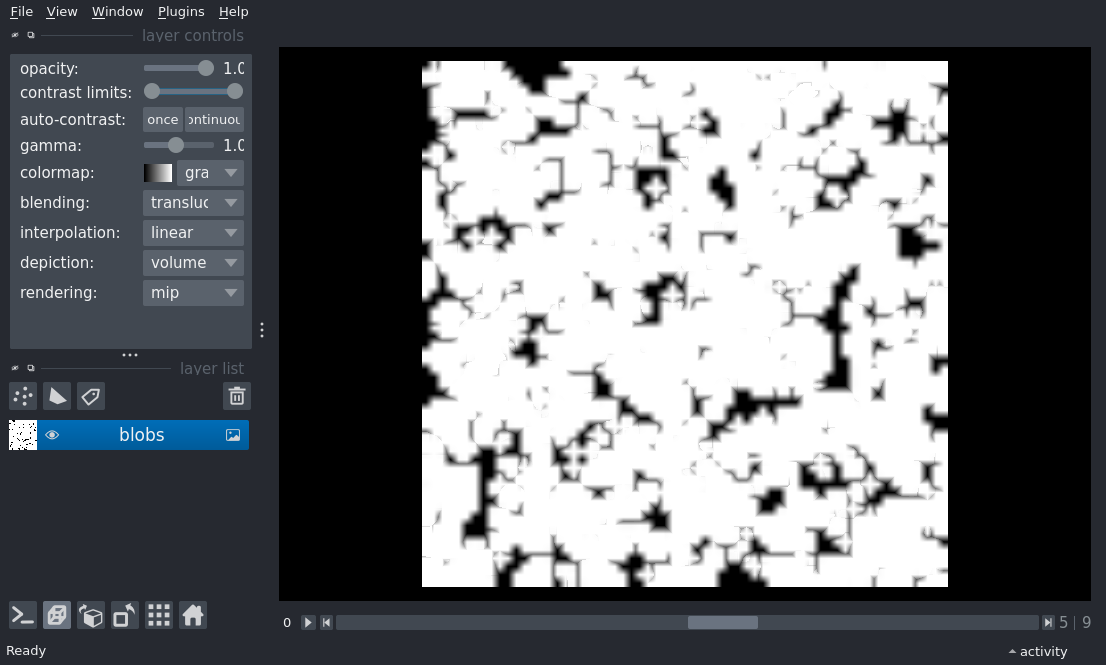 File View Window Plugins Help
layer controls
opacity: 1.0
contrast limits:
auto-contrast: once ontinuou
gamma: 1.0
colormap: gra
blending: transluc
interpolation: linear
depiction: volume
rendering: mip
layer list
blobs
0 5 | 9
Ready activity